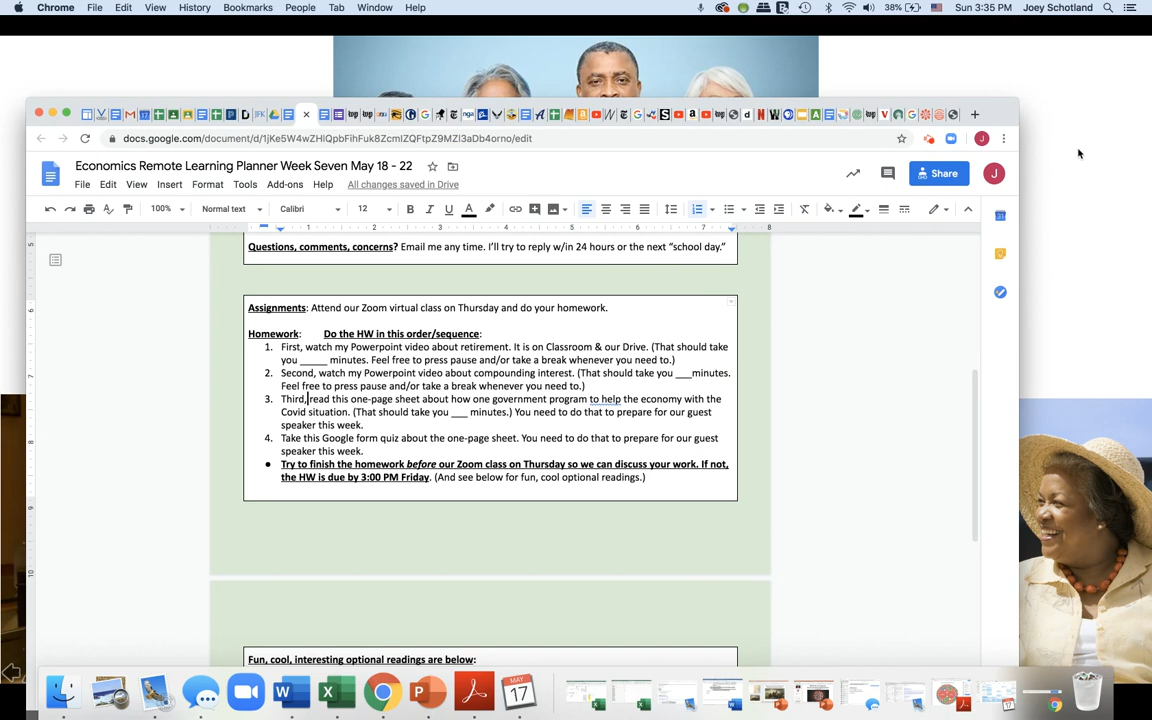 Chrome File Edit View History Bookmarks People Tab Window Help 38% Sun 3:35 PM Joey Schotland
docs.google.com/document/d/1jKe5W4wZHlQpbFihFuk8ZcmlZQFtpZ9MZl3aDb4orno/edit
Economics Remote Learning Planner Week Seven May 18 - 22
File Edit View Insert Format Tools Add-ons Help All changes saved in Drive
Share
J
100% Normal text Calibri 12
Questions, comments, concerns? Email me any time. I'll try to reply w/in 24 hours or the next "school day."
Assignments: Attend our Zoom virtual class on Thursday and do your homework.
Homework: Do the HW in this order/sequence:
1. First, watch my Powerpoint video about retirement. It is on Classroom & our Drive. (That should take
you _____ minutes. Feel free to press pause and/or take a break whenever you need to.)
2. Second, watch my Powerpoint video about compounding interest. (That should take you ___minutes.
Feel free to press pause and/or take a break whenever you need to.)
3. Third, read this one-page sheet about how one government program to help the economy with the
Covid situation. (That should take you ___ minutes.) You need to do that to prepare for our guest
speaker this week.
4. Take this Google form quiz about the one-page sheet. You need to do that to prepare for our guest
speaker this week.
● Try to finish the homework before our Zoom class on Thursday so we can discuss your work. If not,
the HW is due by 3:00 PM Friday. (And see below for fun, cool optional readings.)
Fun, cool, interesting optional readings are below:
MAY
17